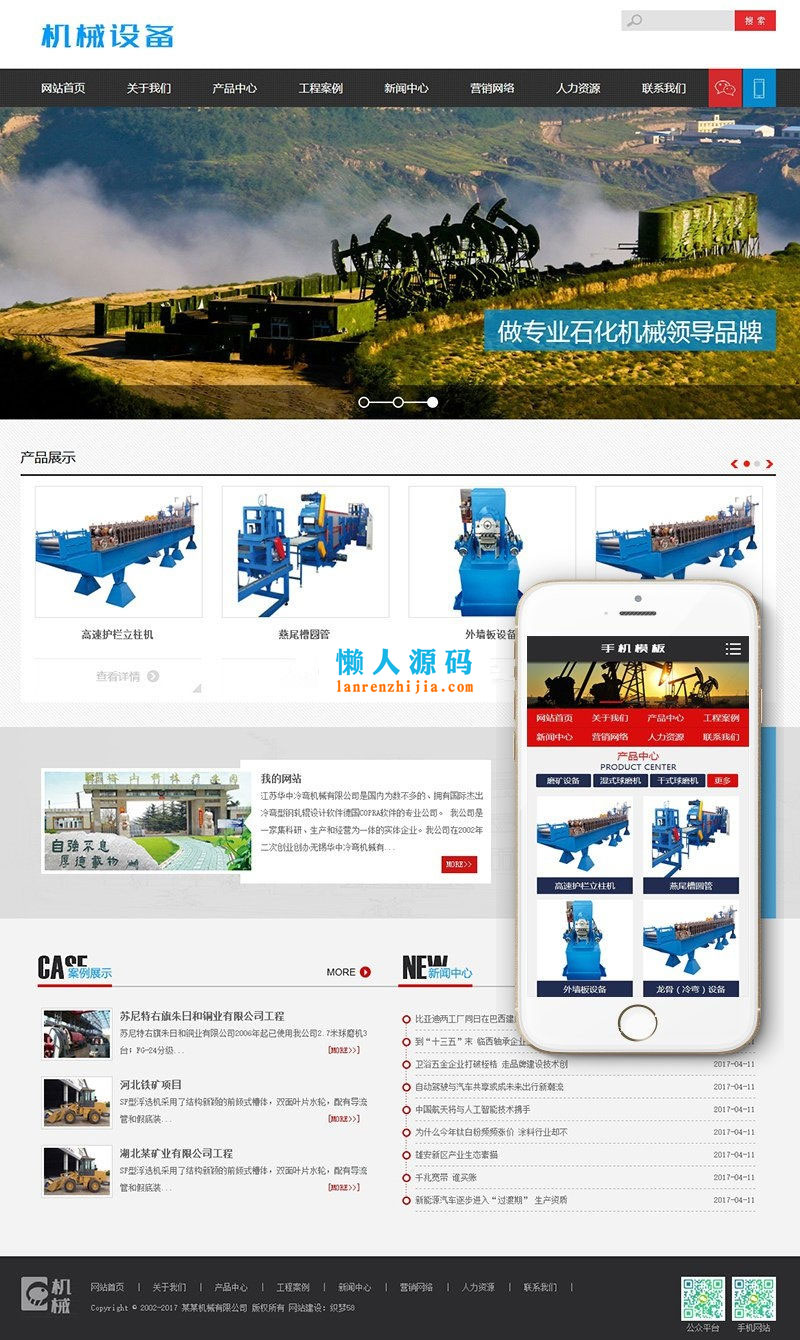 机械设备
搜 索
网站首页 关于我们 产品中心 工程案例 新闻中心 营销网络 人力资源 联系我们
做专业石化机械领导品牌
产品展示
高速护栏立柱机 燕尾槽圆管 外墙板设备
查看详情
懒人源码
lanrenzhijia.com
我的网站
江苏华中冷弯机械有限公司是国内为数不多的、拥有国际杰出
冷弯型钢轧辊设计软件德国COPRA软件的专业公司。 我公司是
一家集科研、生产和经营为一体的实体企业。我公司在2002年
二次创业创办无锡华中冷弯机械有...
MORE>>
自强不息
厚德载物
手机模板
网站首页 关于我们 产品中心 工程案例
新闻中心 营销网络 人力资源 联系我们
产品中心
PRODUCT CENTER
磨矿设备 湿式球磨机 干式球磨机 更多
高速护栏立柱机 燕尾槽圆管
外墙板设备 龙骨（冷弯）设备
CASE 案例展示
MORE
苏尼特右旗朱日和铜业有限公司工程
苏尼特右旗朱日和铜业有限公司2006年起已使用我公司2.7米球磨机3
台；FG-24分级...
[MORE>>]
河北铁矿项目
SF型浮选机采用了结构新颖的前倾式槽体，双面叶片水轮，配有导流
管和假底装...
[MORE>>]
湖北某矿业有限公司工程
SF型浮选机采用了结构新颖的前倾式槽体，双面叶片水轮，配有导流
管和假底装...
[MORE>>]
NEW 新闻中心
比亚迪两工厂同日在巴西建
到“十三五”末 临西轴承企业
卫浴五金企业打破桎梏 走品牌建设技术创 2017-04-11
自动驾驶与汽车共享或成未来出行新潮流 2017-04-11
中国航天将与人工智能技术携手 2017-04-11
为什么今年钛白粉频频涨价 涂料行业却不 2017-04-11
雄安新区产业生态素描 2017-04-11
千兆宽带 谁买账 2017-04-11
新能源汽车逐步进入“过渡期” 生产资质 2017-04-11
机械
网站首页 | 关于我们 | 产品中心 | 工程案例 | 新闻中心 | 营销网络 | 人力资源 | 联系我们 |
Copyright © 2002-2017 某某机械有限公司 版权所有 网站建设：织梦58
公众平台 手机网站